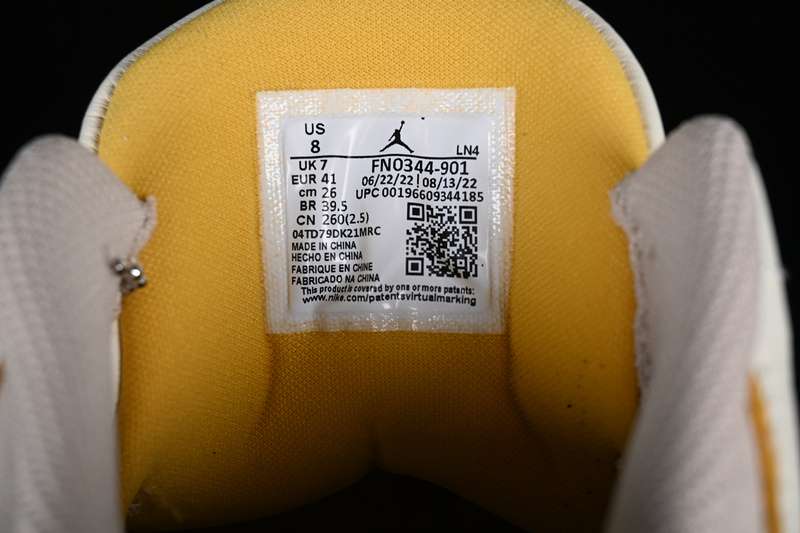 US
8
LN4
UK 7 FN0344-901
EUR 41 06/22/22 | 08/13/22
cm 26 UPC 00196609344185
BR 39.5
CN 260(2.5)
04TD79DK21MRC
MADE IN CHINA
HECHO EN CHINA
FABRIQUE EN CHINE
FABRICADO NA CHINA
This product is covered by one or more patents:
www.nike.com/patentsvirtualmarking